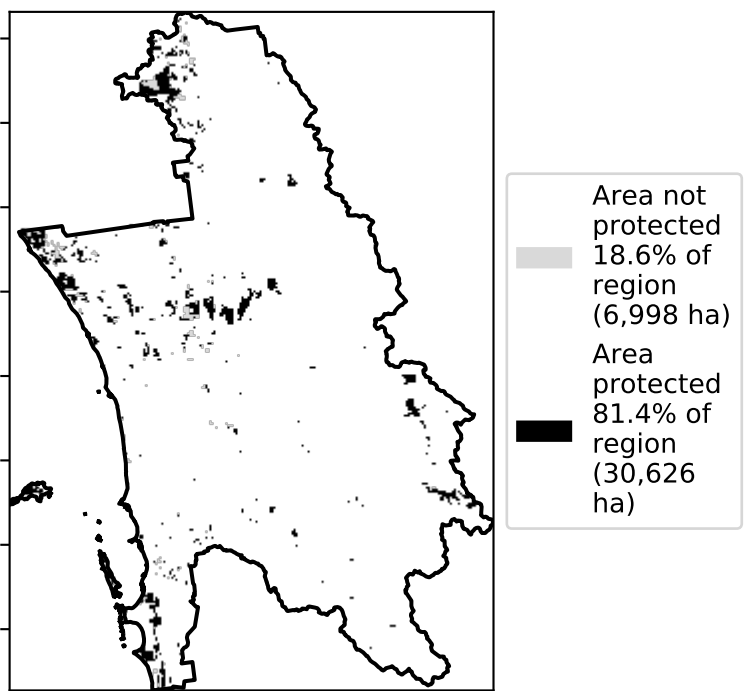 Area not
protected
18.6% of
region
(6,998 ha)
Area
protected
81.4% of
region
(30,626
ha)